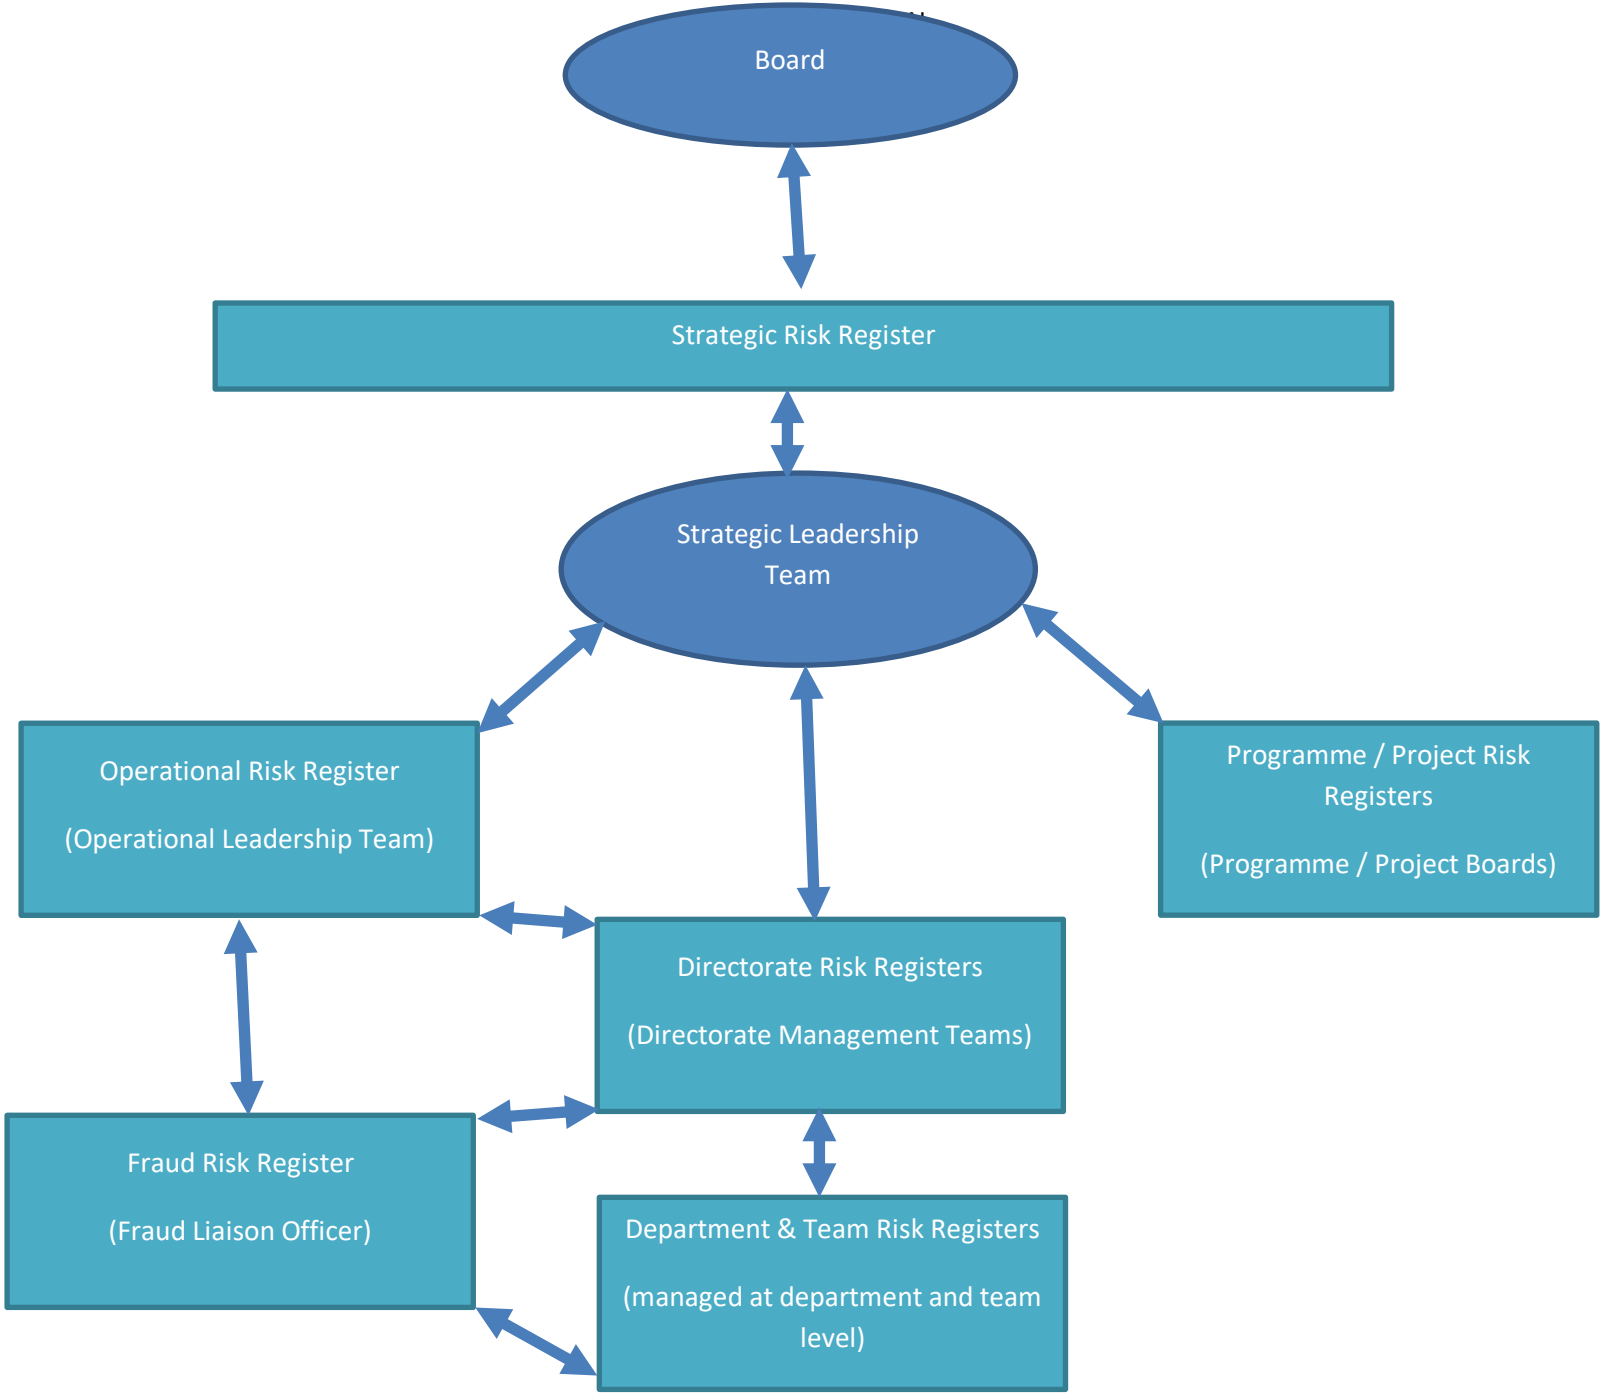 Board
Strategic Risk Register
Strategic Leadership
Team
Operational Risk Register
(Operational Leadership Team)
Programme / Project Risk
Registers
(Programme / Project Boards)
Directorate Risk Registers
(Directorate Management Teams)
Fraud Risk Register
(Fraud Liaison Officer)
Department & Team Risk Registers
(managed at department and team
level)